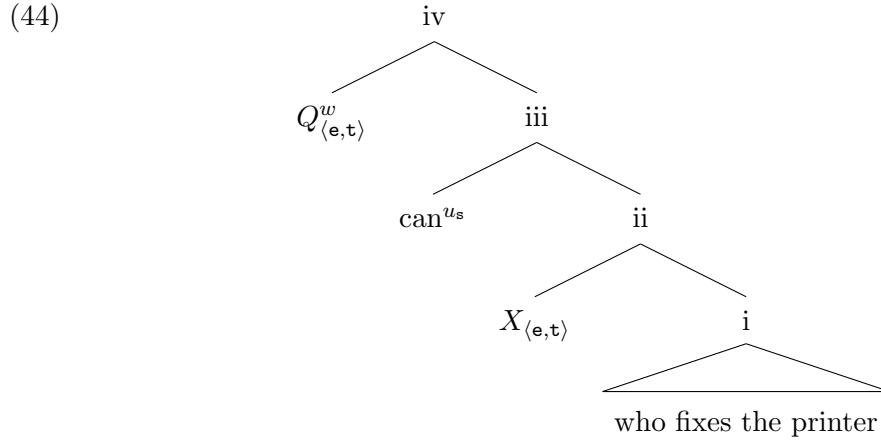 (44)
iv
Q^w_{⟨e,t⟩} iii
can^{u_s} ii
X_{⟨e,t⟩} i
who fixes the printer